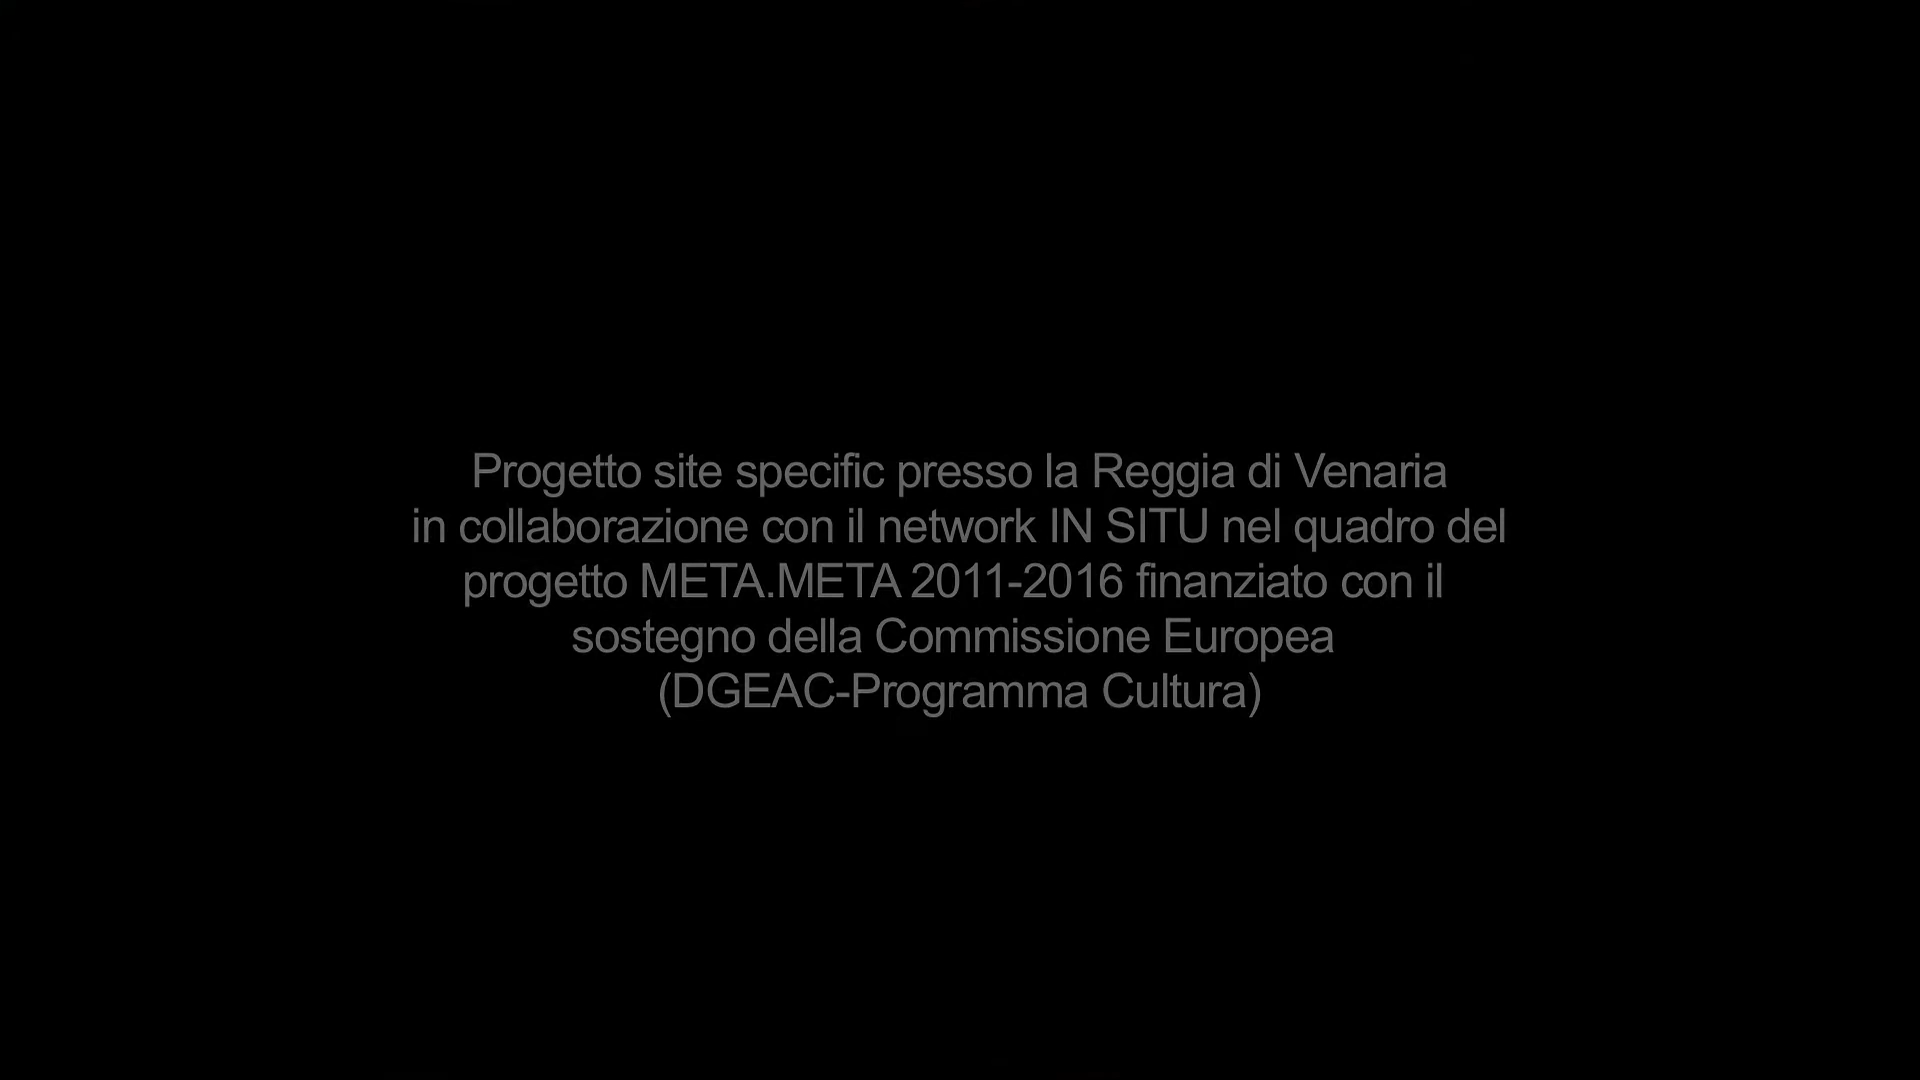 Progetto site specific presso la Reggia di Venaria
in collaborazione con il network IN SITU nel quadro del
progetto META.META 2011-2016 finanziato con il
sostegno della Commissione Europea
(DGEAC-Programma Cultura)